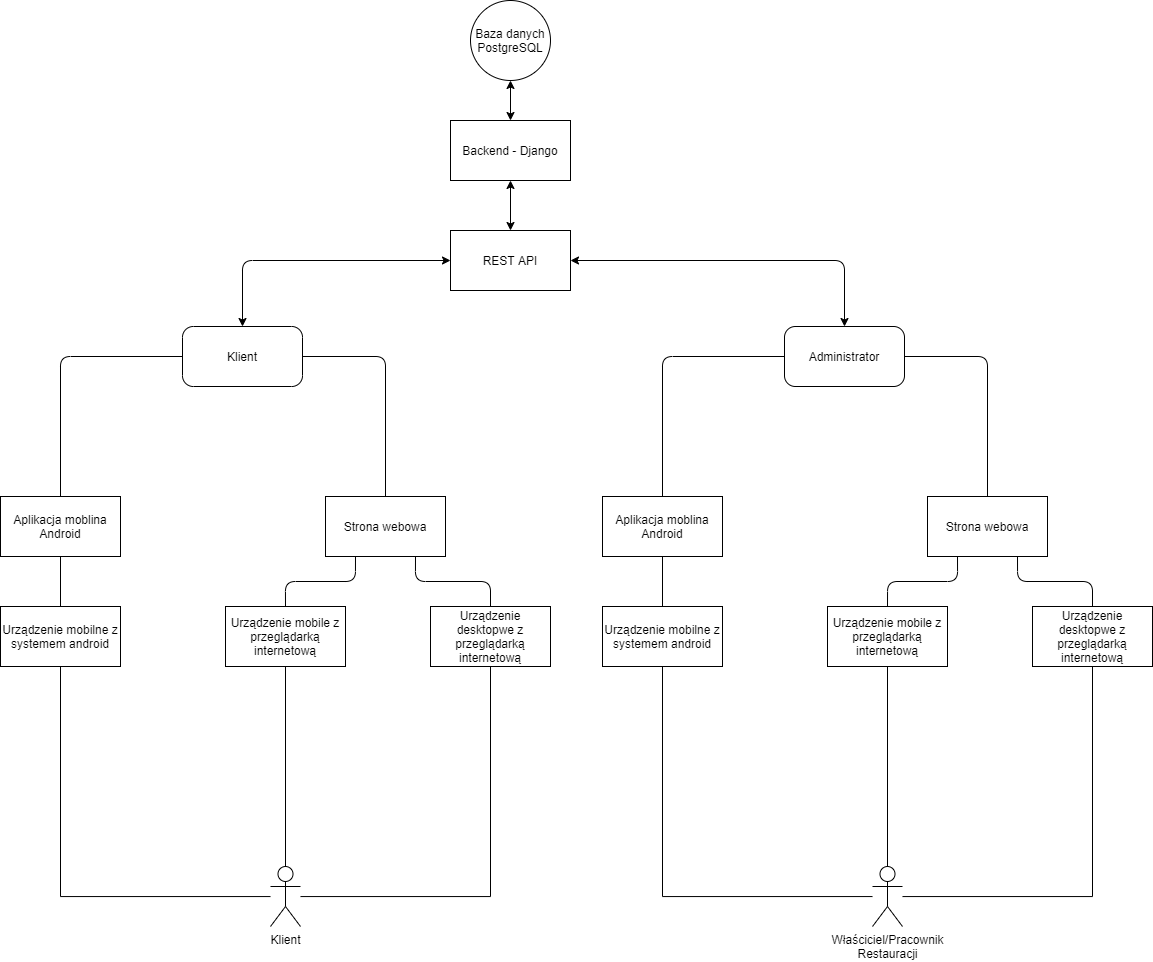 Baza danych
PostgreSQL
Backend - Django
REST API
Klient
Administrator
Aplikacja moblina
Android
Strona webowa
Aplikacja moblina
Android
Strona webowa
Urządzenie mobilne z
systemem android
Urządzenie mobile z
przeglądarką
internetową
Urządzenie
desktopwe z
przeglądarką
internetową
Urządzenie mobilne z
systemem android
Urządzenie mobile z
przeglądarką
internetową
Urządzenie
desktopwe z
przeglądarką
internetową
Klient
Właściciel/Pracownik
Restauracji